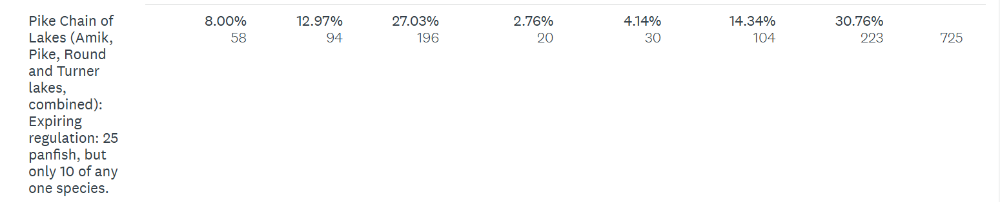 Pike Chain of 8.00% 12.97% 27.03% 2.76% 4.14% 14.34% 30.76%
Lakes (Amik, 58 94 196 20 30 104 223 725
Pike, Round
and Turner
lakes,
combined):
Expiring
regulation: 25
panfish, but
only 10 of any
one species.